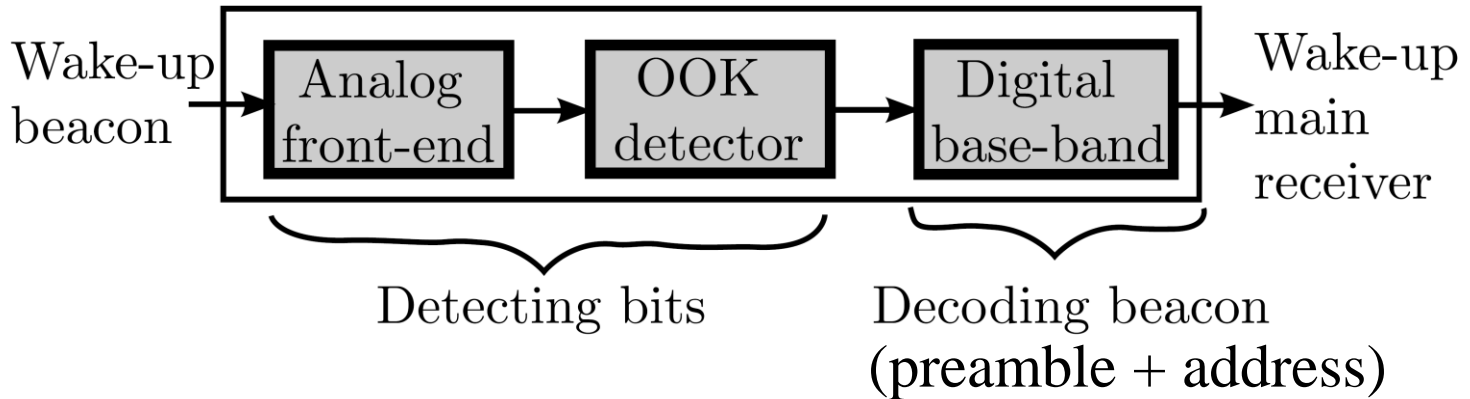 Wake-up
beacon
Analog
front-end
OOK
detector
Digital
base-band
Wake-up
main
receiver
Detecting bits
Decoding beacon
(preamble + address)